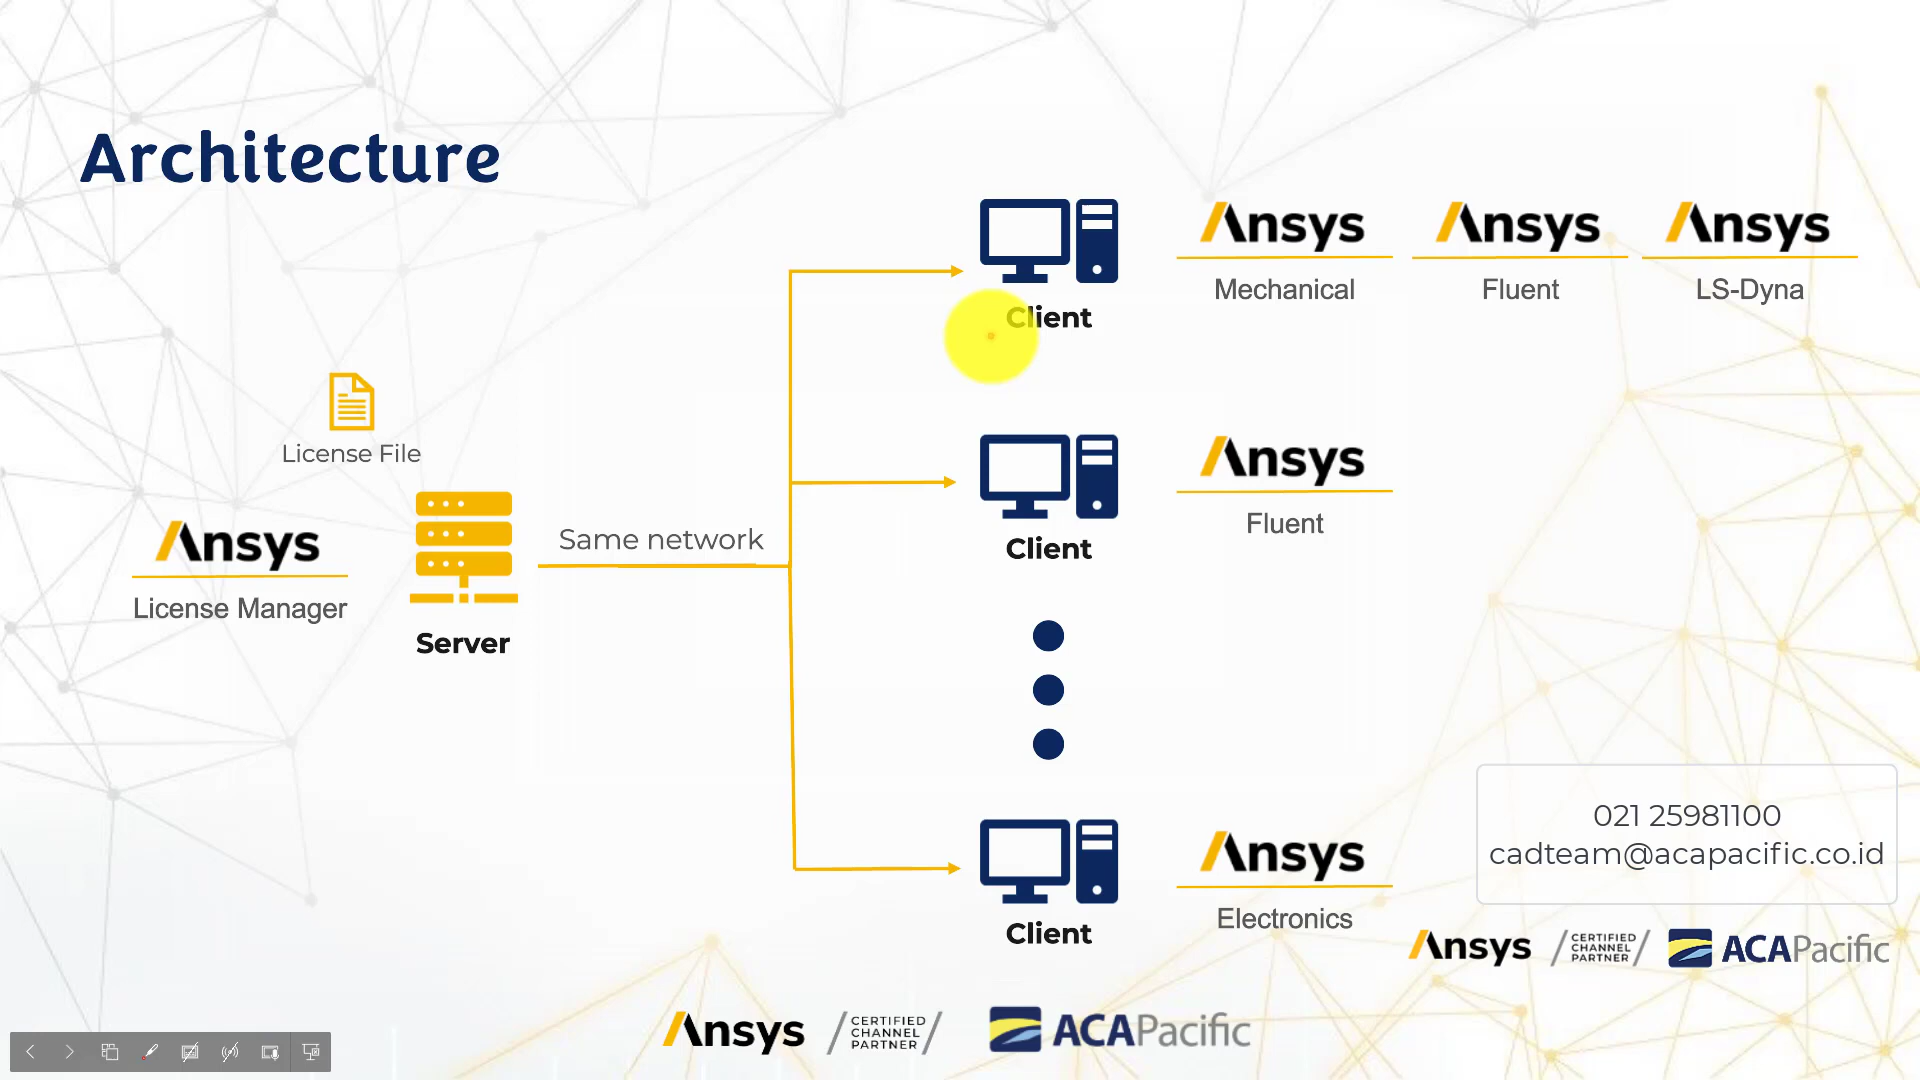 Architecture
Ansys Ansys Ansys
Mechanical Fluent LS-Dyna
Client
License File
Ansys
Fluent
Client
Same network
Ansys
License Manager
Server
021 25981100
cadteam@acapacific.co.id
Ansys
Electronics
Client
Ansys CERTIFIED CHANNEL PARTNER ACAPacific
Ansys CERTIFIED CHANNEL PARTNER ACAPacific